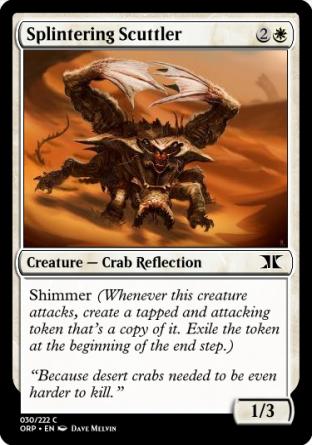 Splintering Scuttler 2
Creature — Crab Reflection
Shimmer (Whenever this creature
attacks, create a tapped and attacking
token that's a copy of it. Exile the token
at the beginning of the end step.)
"Because desert crabs needed to be even
harder to kill."
030/222 C
ORP • EN Dave Melvin
1/3